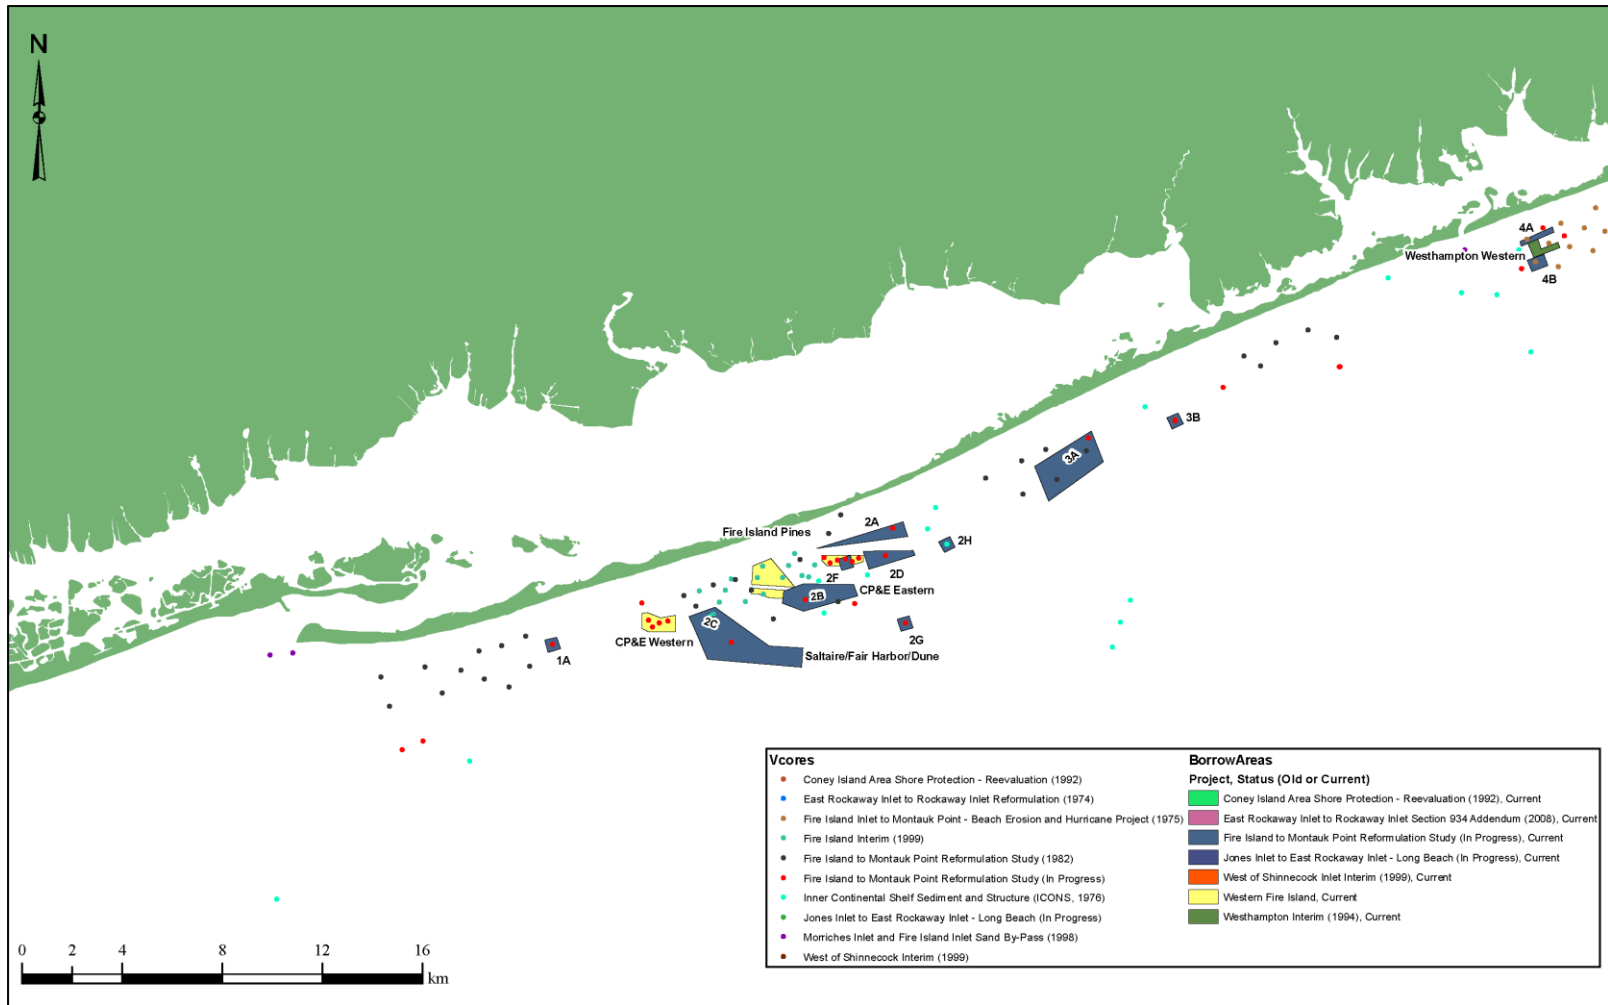 N
4A
Westhampton Western
4B
3B
3A
2A
Fire Island Pines
2H
2D
2F
CP&E Eastern
2B
2C
2G
CP&E Western
Saltaire/Fair Harbor/Dune
1A
Vcores
Coney Island Area Shore Protection - Reevaluation (1992)
East Rockaway Inlet to Rockaway Inlet Reformulation (1974)
Fire Island Inlet to Montauk Point - Beach Erosion and Hurricane Project (1975)
Fire Island Interim (1999)
Fire Island to Montauk Point Reformulation Study (1982)
Fire Island to Montauk Point Reformulation Study (In Progress)
Inner Continental Shelf Sediment and Structure (ICONS, 1976)
Jones Inlet to East Rockaway Inlet - Long Beach (In Progress)
Morriches Inlet and Fire Island Inlet Sand By-Pass (1998)
West of Shinnecock Interim (1999)
BorrowAreas
Project, Status (Old or Current)
Coney Island Area Shore Protection - Reevaluation (1992), Current
East Rockaway Inlet to Rockaway Inlet Section 934 Addendum (2008), Current
Fire Island to Montauk Point Reformulation Study (In Progress), Current
Jones Inlet to East Rockaway Inlet - Long Beach (In Progress), Current
West of Shinnecock Inlet Interim (1999), Current
Western Fire Island, Current
Westhampton Interim (1994), Current
0 2 4 8 12 16
km